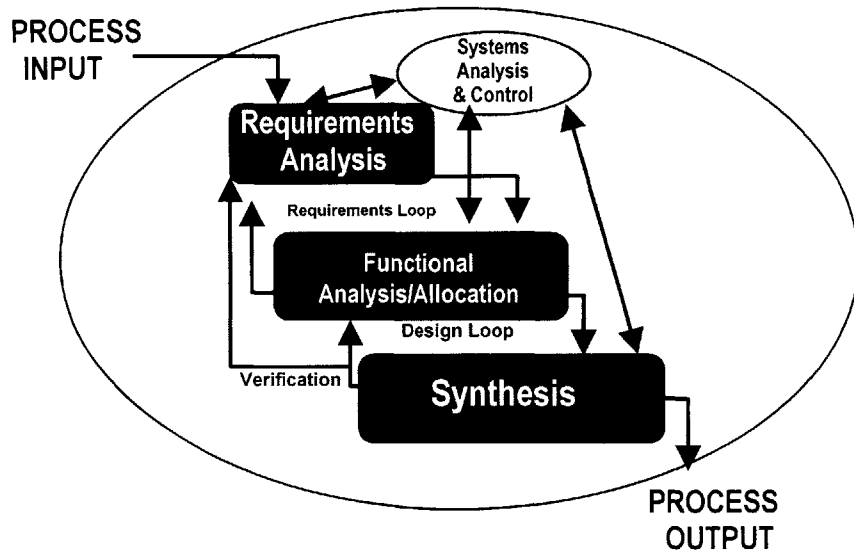 PROCESS
INPUT
Systems
Analysis
& Control
Requirements
Analysis
Requirements Loop
Functional
Analysis/Allocation
Design Loop
Verification
Synthesis
PROCESS
OUTPUT